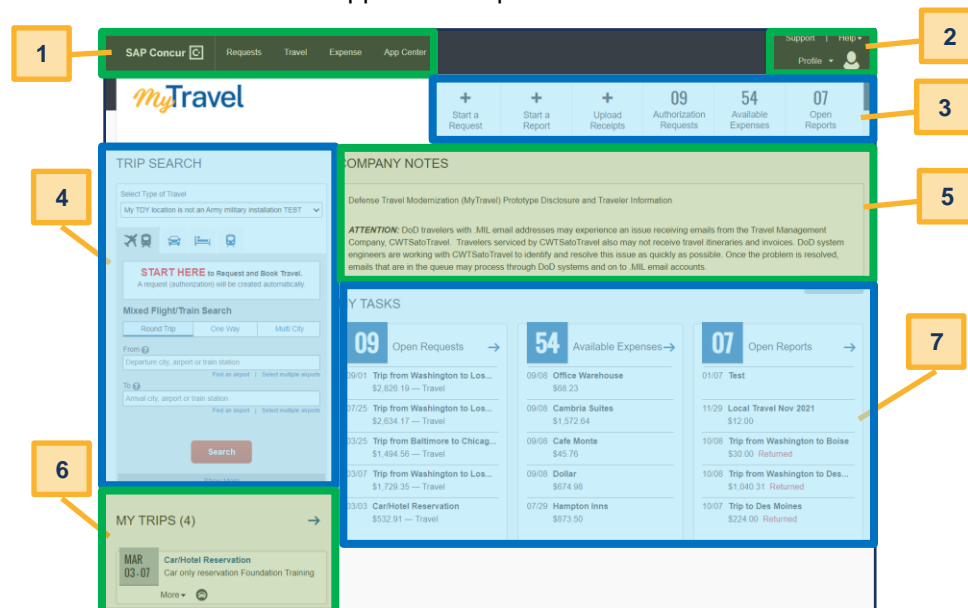 1
SAP Concur C Requests Travel Expense App Center
Support | Help
Profile
2
MyTravel
+ Start a Request
+ Start a Report
+ Upload Receipts
09 Authorization Requests
54 Available Expenses
07 Open Reports
3
4
TRIP SEARCH
Select Type of Travel
My TDY location is not an Army military installation TEST
START HERE to Request and Book Travel.
A request (authorization) will be created automatically.
Mixed Flight/Train Search
Round Trip One Way Multi City
From ?
Departure city, airport or train station
Find an airport | Select multiple airports
To ?
Arrival city, airport or train station
Find an airport | Select multiple airports
Search
Show More
COMPANY NOTES
5
Defense Travel Modernization (MyTravel) Prototype Disclosure and Traveler Information
ATTENTION: DoD travelers with .MIL email addresses may experience an issue receiving emails from the Travel Management
Company, CWTSatoTravel. Travelers serviced by CWTSatoTravel also may not receive travel itineraries and invoices. DoD system
engineers are working with CWTSatoTravel to identify and resolve this issue as quickly as possible. Once the problem is resolved,
emails that are in the queue may process through DoD systems and on to .MIL email accounts.
Y TASKS
7
09 Open Requests →
09/01 Trip from Washington to Los...
$2,626.19 — Travel
07/25 Trip from Washington to Los...
$2,634.17 — Travel
03/25 Trip from Baltimore to Chicag...
$1,494.56 — Travel
03/07 Trip from Washington to Los...
$1,729.35 — Travel
03/03 Car/Hotel Reservation
$532.91 — Travel
54 Available Expenses →
09/08 Office Warehouse
$68.23
09/08 Cambria Suites
$1,572.64
09/08 Cafe Monte
$45.76
09/08 Dollar
$674.98
07/29 Hampton Inns
$873.50
07 Open Reports →
01/07 Test
11/29 Local Travel Nov 2021
$12.00
10/08 Trip from Washington to Boise
$30.00 Returned
10/08 Trip from Washington to Des...
$1,040.31 Returned
10/07 Trip to Des Moines
$224.00 Returned
6
MY TRIPS (4) →
MAR
03-07
Car/Hotel Reservation
Car only reservation Foundation Training
More